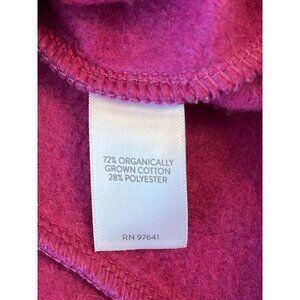 72% ORGANICALLY
GROWN COTTON
28% POLYESTER
RN 97641